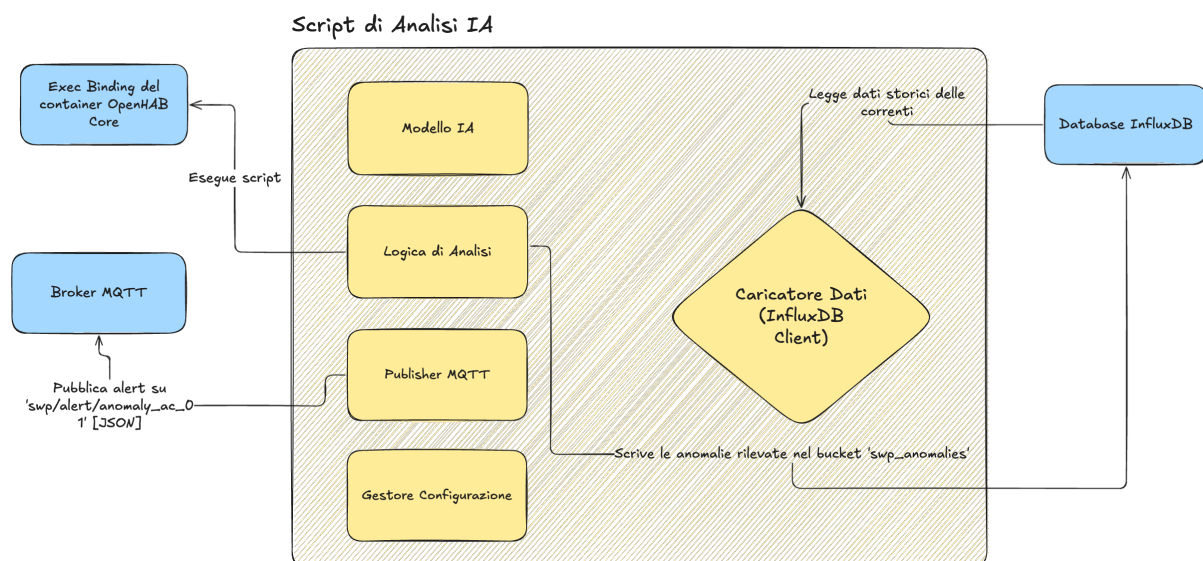 Script di Analisi IA
Exec Binding del
container OpenHAB
Core
Modello IA
Legge dati storici delle
correnti
Database InfluxDB
Esegue script
Logica di Analisi
Broker MQTT
Caricatore Dati
(InfluxDB
Client)
Publisher MQTT
Pubblica alert su
'swp/alert/anomaly_ac_0
1' [JSON]
Scrive le anomalie rilevate nel bucket 'swp_anomalies'
Gestore Configurazione